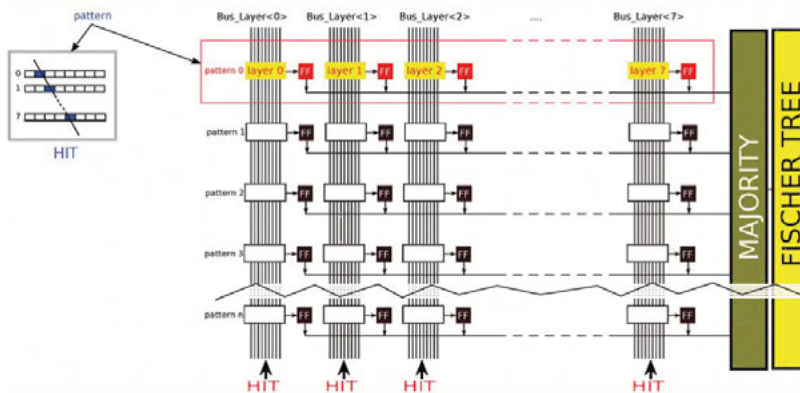 pattern
Bus_Layer<0> Bus_Layer<1> Bus_Layer<2> .... Bus_Layer<7>
0
1
7
HIT
pattern 0 layer 0 FF layer 1 FF layer 2 FF layer 7 FF
pattern 1 FF FF FF FF
pattern 2 FF FF FF FF
pattern 3 FF FF FF FF
pattern n FF FF FF FF
HIT HIT HIT HIT
MAJORITY
FiSCHER TREE